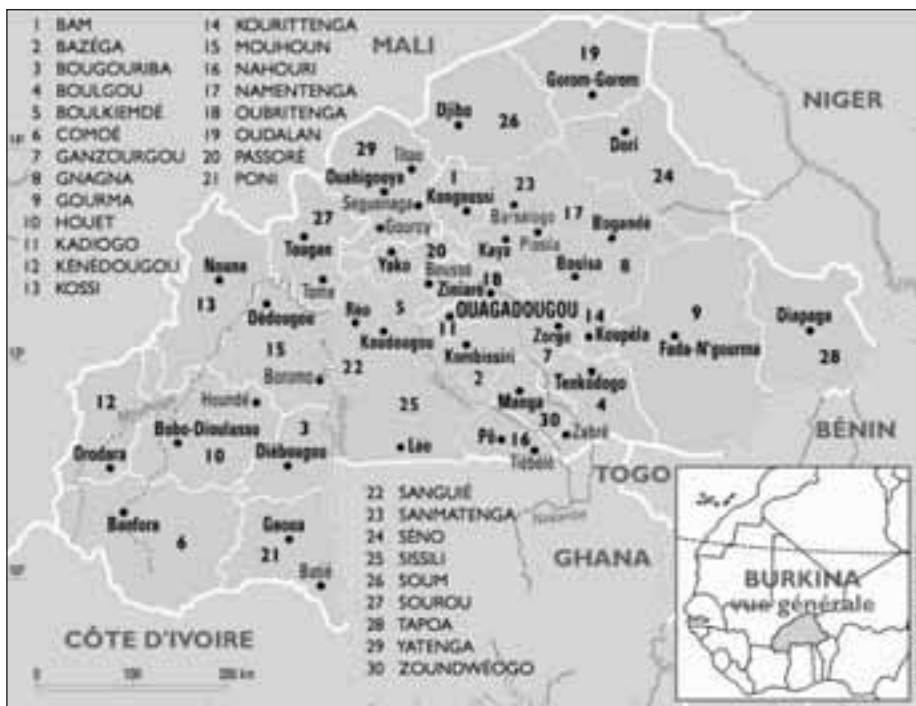 1 BAM
2 BAZÉGA
3 BOUGOURIBA
4 BOULGOU
5 BOULKIEMDÉ
6 COMOÉ
7 GANZOURGOU
8 GNAGNA
9 GOURMA
10 HOUET
11 KADIOGO
12 KÉNÉDOUGOU
13 KOSSI
14 KOURITTENGA
15 MOUHOUN
16 NAHOURI
17 NAMENTENGA
18 OUBRITENGA
19 OUDALAN
20 PASSORÉ
21 PONI
MALI
19
Gorom-Gorom
NIGER
Djibo
26
Dori
29
Titao
24
Ouahigouya
1
Kongoussi
23
Seguenega
17
Bogandé
27
Gourcy
Tougan
Kaya
20
Yako
Boulsa
8
Nouna
Toma
18
Ziniaré
13
Dédougou
Réo
5
OUAGADOUGOU
14
9
Diapaga
11
Zorgo
Koupéla
Koudougou
Fada-N'gourma
Kombissiri
28
15
22
7
Boromo
2
Tenkodogo
12
Houndé
Manga
4
25
3
30
Bobo-Dioulasso
BÉNIN
Zabré
Pô
16
Orodara
10
Diébougou
Léo
Tiébélé
TOGO
22 SANGUIÉ
23 SANMATENGA
24 SÉNO
25 SISSILI
26 SOUM
27 SOUROU
28 TAPOA
29 YATENGA
30 ZOUNDWÉOGO
Banfora
6
Gaoua
21
Batié
GHANA
CÔTE D'IVOIRE
0 100 200 km
BURKINA
vue générale